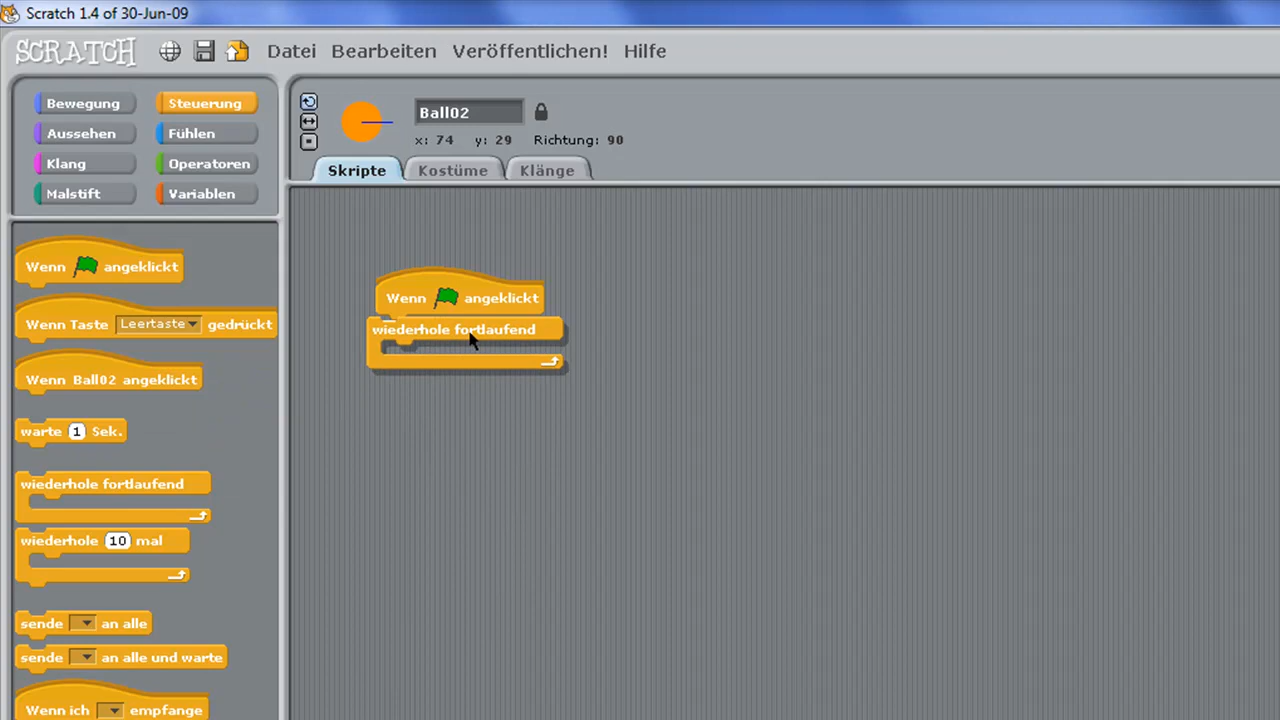 Scratch 1.4 of 30-Jun-09
SCRATCH Datei Bearbeiten Veröffentlichen! Hilfe
Bewegung Steuerung
Aussehen Fühlen
Klang Operatoren
Malstift Variablen
Ball02
x: 74 y: 29 Richtung: 90
Skripte Kostüme Klänge
Wenn angeklickt
Wenn Taste Leertaste gedrückt
Wenn Ball02 angeklickt
warte 1 Sek.
wiederhole fortlaufend
wiederhole 10 mal
sende an alle
sende an alle und warte
Wenn ich empfange
Wenn angeklickt
wiederhole fortlaufend